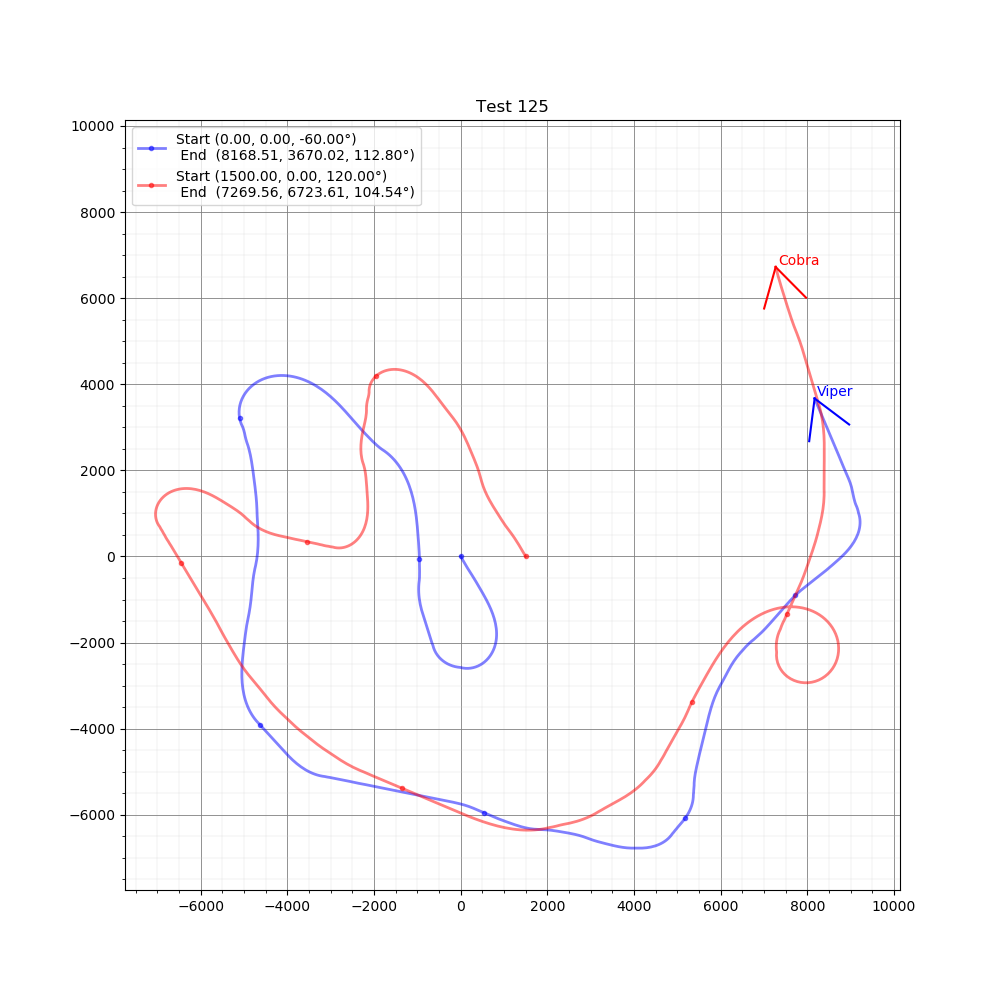 Test 125
Start (0.00, 0.00, -60.00°)
End (8168.51, 3670.02, 112.80°)
Start (1500.00, 0.00, 120.00°)
End (7269.56, 6723.61, 104.54°)
10000
8000
6000
4000
2000
0
−2000
−4000
−6000
Cobra
Viper
−6000 −4000 −2000 0 2000 4000 6000 8000 10000